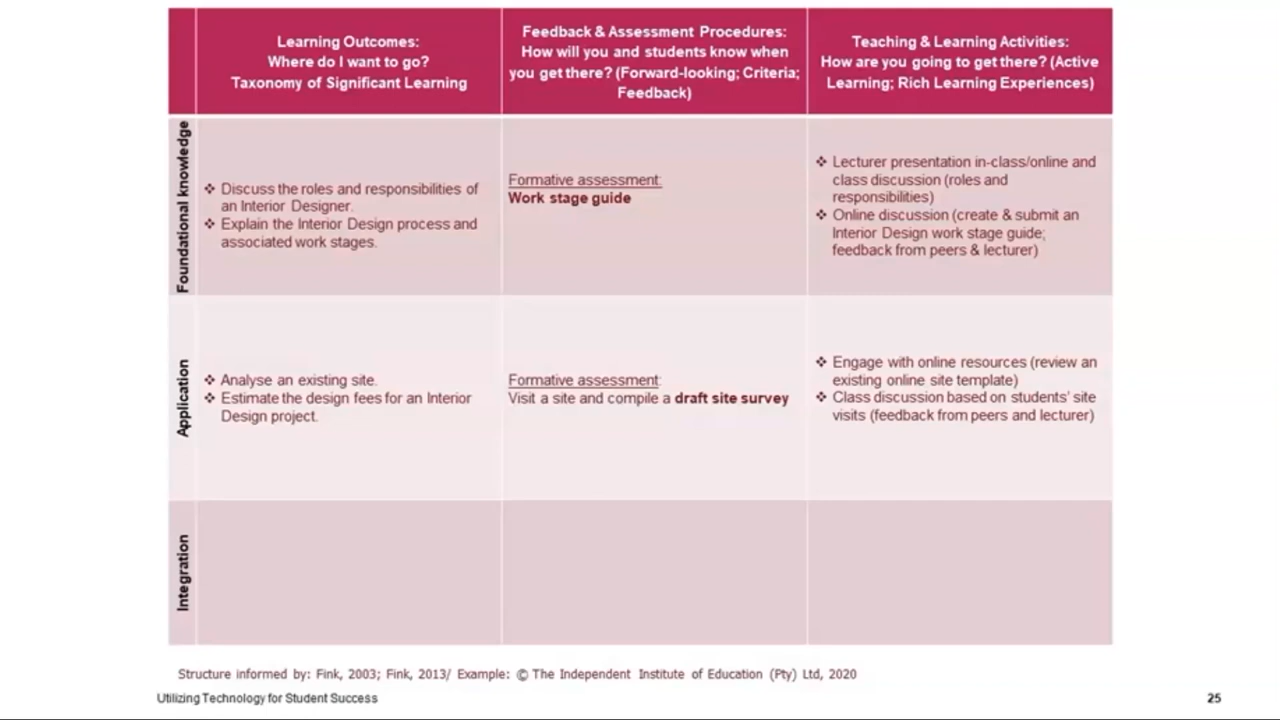 Learning Outcomes:
Where do I want to go?
Taxonomy of Significant Learning
Feedback & Assessment Procedures:
How will you and students know when
you get there? (Forward-looking; Criteria;
Feedback)
Teaching & Learning Activities:
How are you going to get there? (Active
Learning; Rich Learning Experiences)
Foundational knowledge
❖ Discuss the roles and responsibilities of
an Interior Designer.
❖ Explain the Interior Design process and
associated work stages.
Formative assessment:
Work stage guide
❖ Lecturer presentation in-class/online and
class discussion (roles and
responsibilities)
❖ Online discussion (create & submit an
Interior Design work stage guide;
feedback from peers & lecturer)
Application
❖ Analyse an existing site.
❖ Estimate the design fees for an Interior
Design project.
Formative assessment:
Visit a site and compile a draft site survey
❖ Engage with online resources (review an
existing online site template)
❖ Class discussion based on students' site
visits (feedback from peers and lecturer)
Integration
Structure informed by: Fink, 2003; Fink, 2013/ Example: © The Independent Institute of Education (Pty) Ltd, 2020
Utilizing Technology for Student Success
25